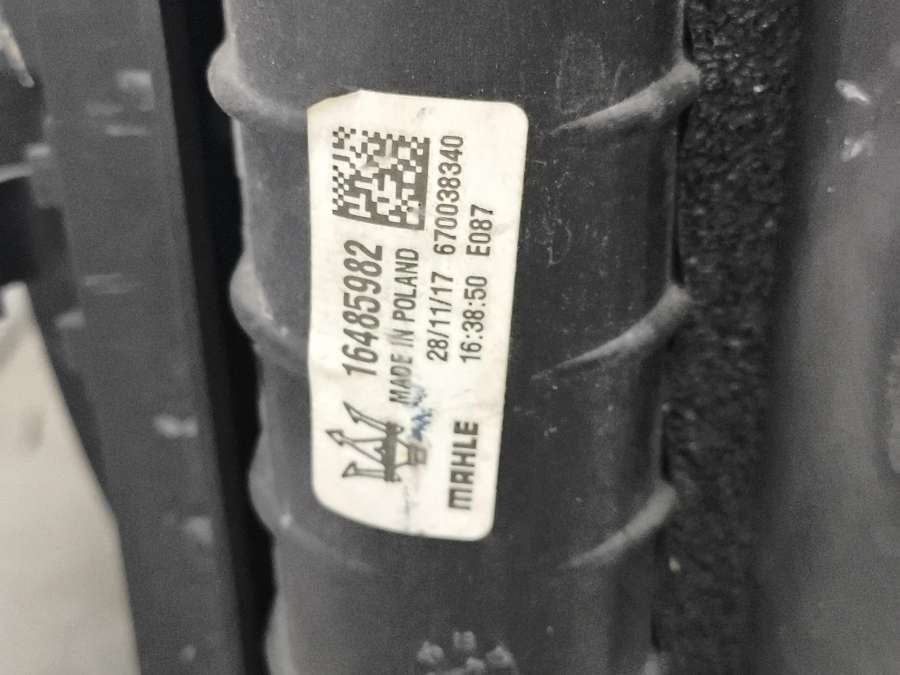 16485982
MADE IN POLAND
28/11/17 670038340
16:38:50 E087
MAHLE